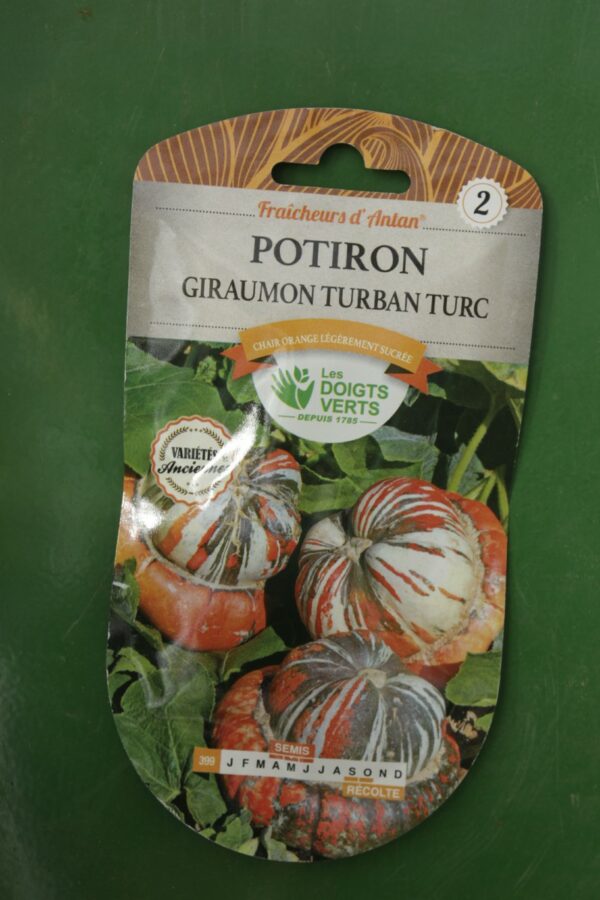 2
Fraîcheurs d'Antan®
POTIRON
GIRAUMON TURBAN TURC
CHAIR ORANGE LÉGÈREMENT SUCRÉE
Les
DOIGTS
VERTS
DEPUIS 1785
VARIÉTÉS
Anciennes
SEMIS
399 J F M A M J J A S O N D
RÉCOLTE